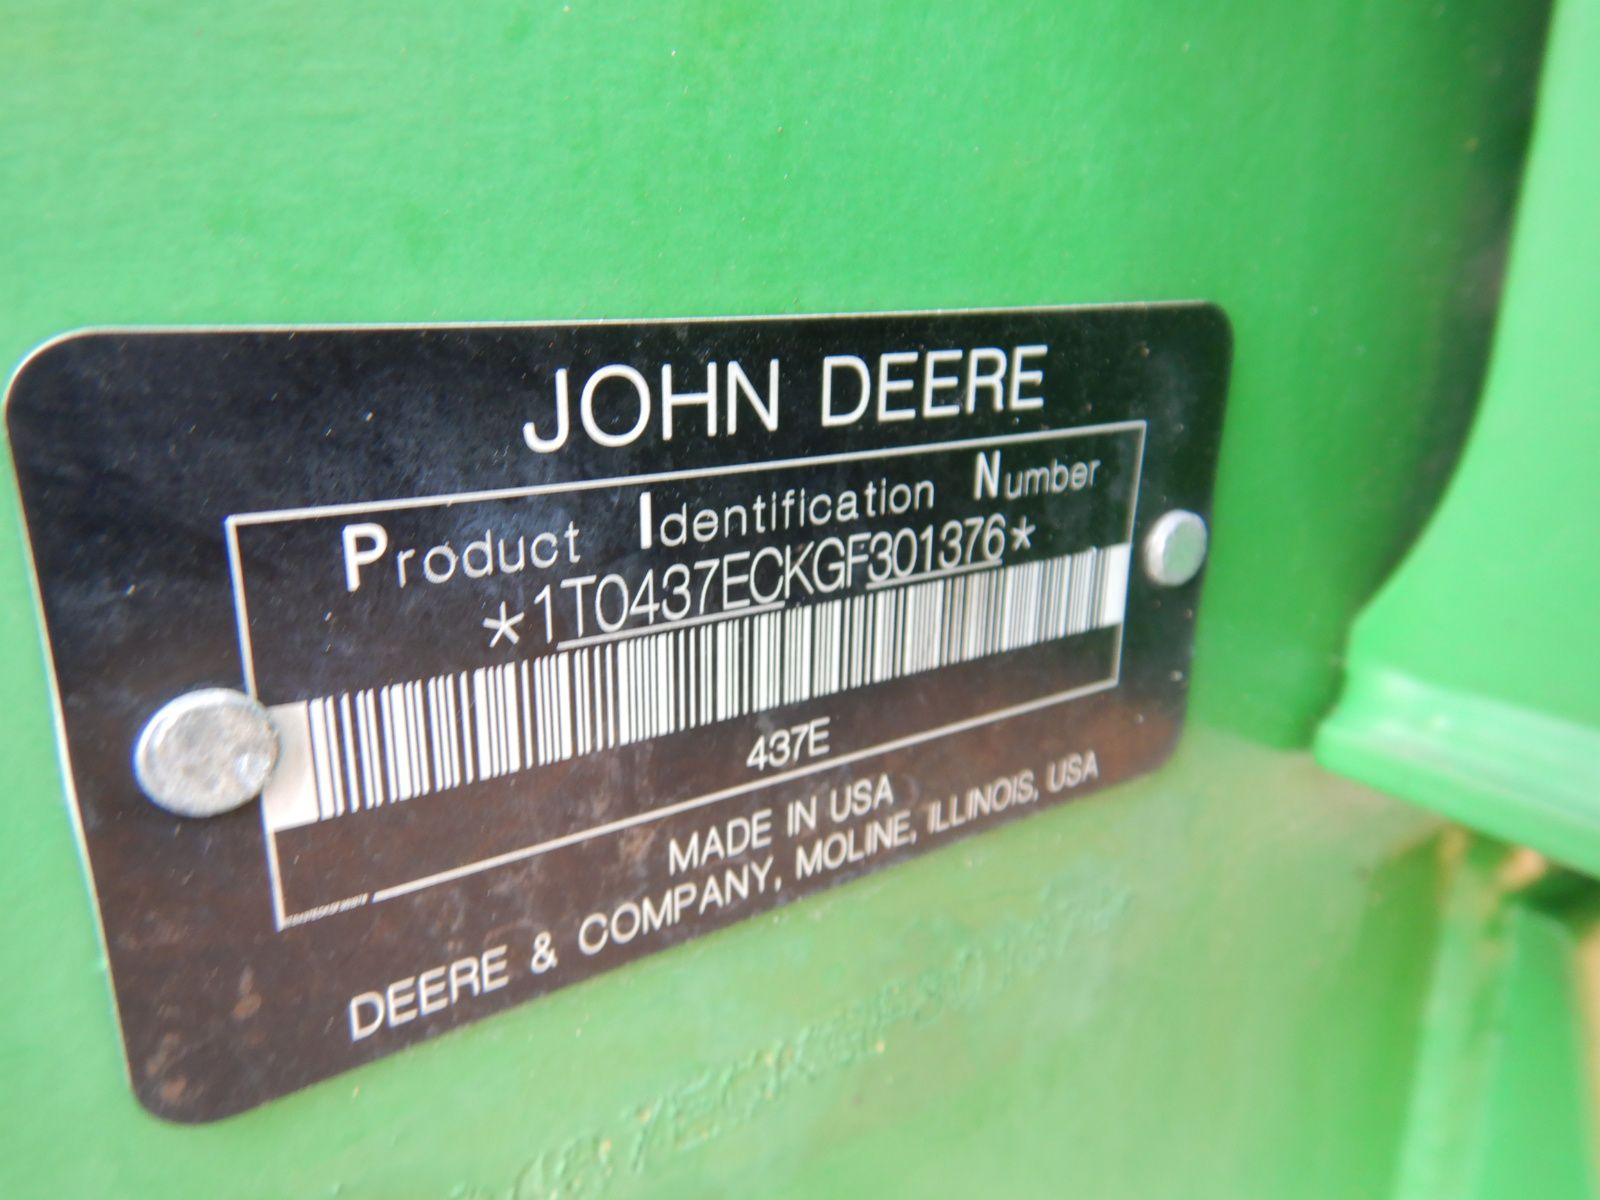 JOHN DEERE
Product Identification Number
*1T0437ECKGF301376*
437E
MADE IN USA
DEERE & COMPANY, MOLINE, ILLINOIS, USA